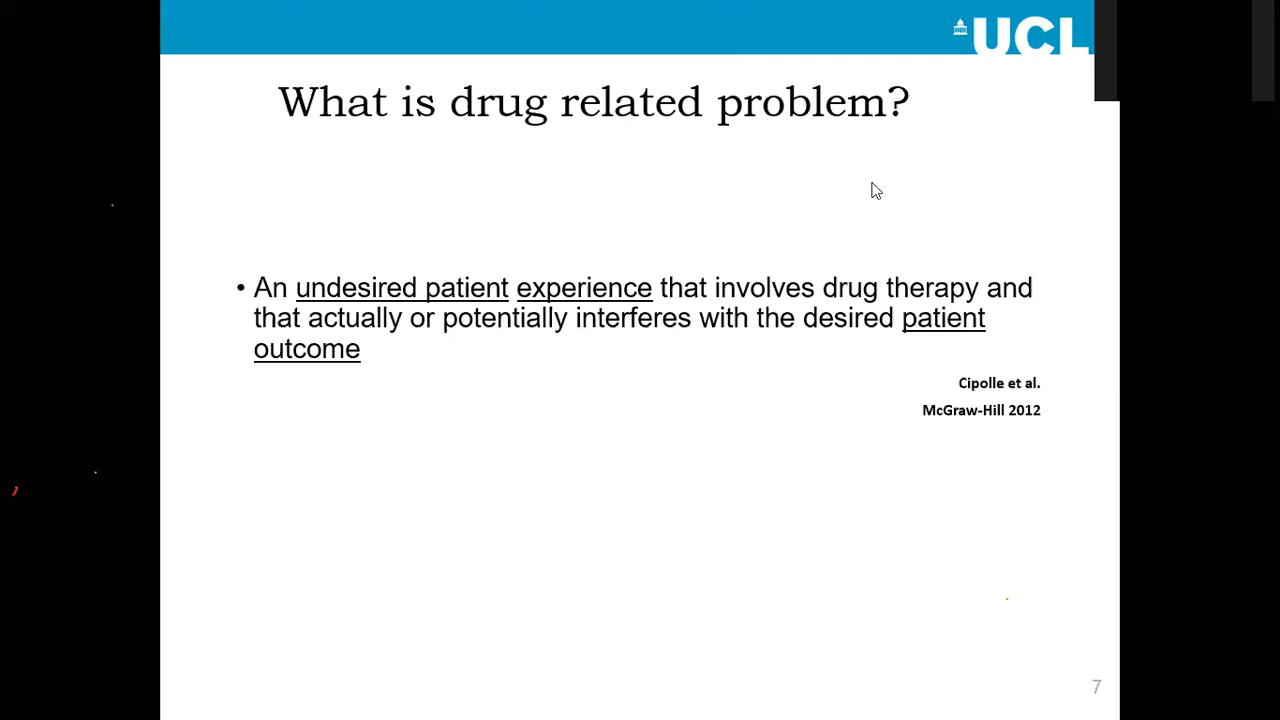 UCL
What is drug related problem?
• An undesired patient experience that involves drug therapy and
that actually or potentially interferes with the desired patient
outcome
Cipolle et al.
McGraw-Hill 2012
7